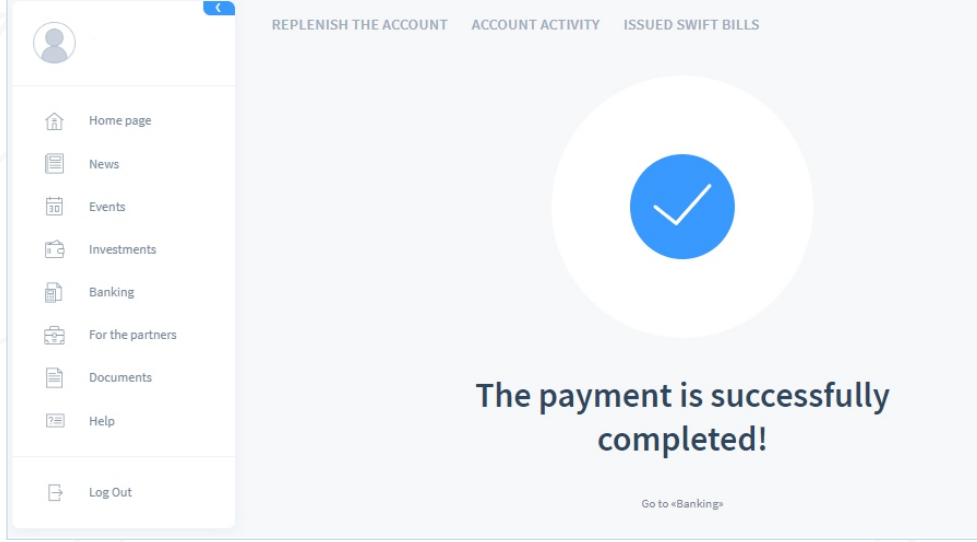 REPLENISH THE ACCOUNT ACCOUNT ACTIVITY ISSUED SWIFT BILLS
Home page
News
30
Events
Investments
Banking
For the partners
Documents
?
Help
Log Out
The payment is successfully
completed!
Go to «Banking»